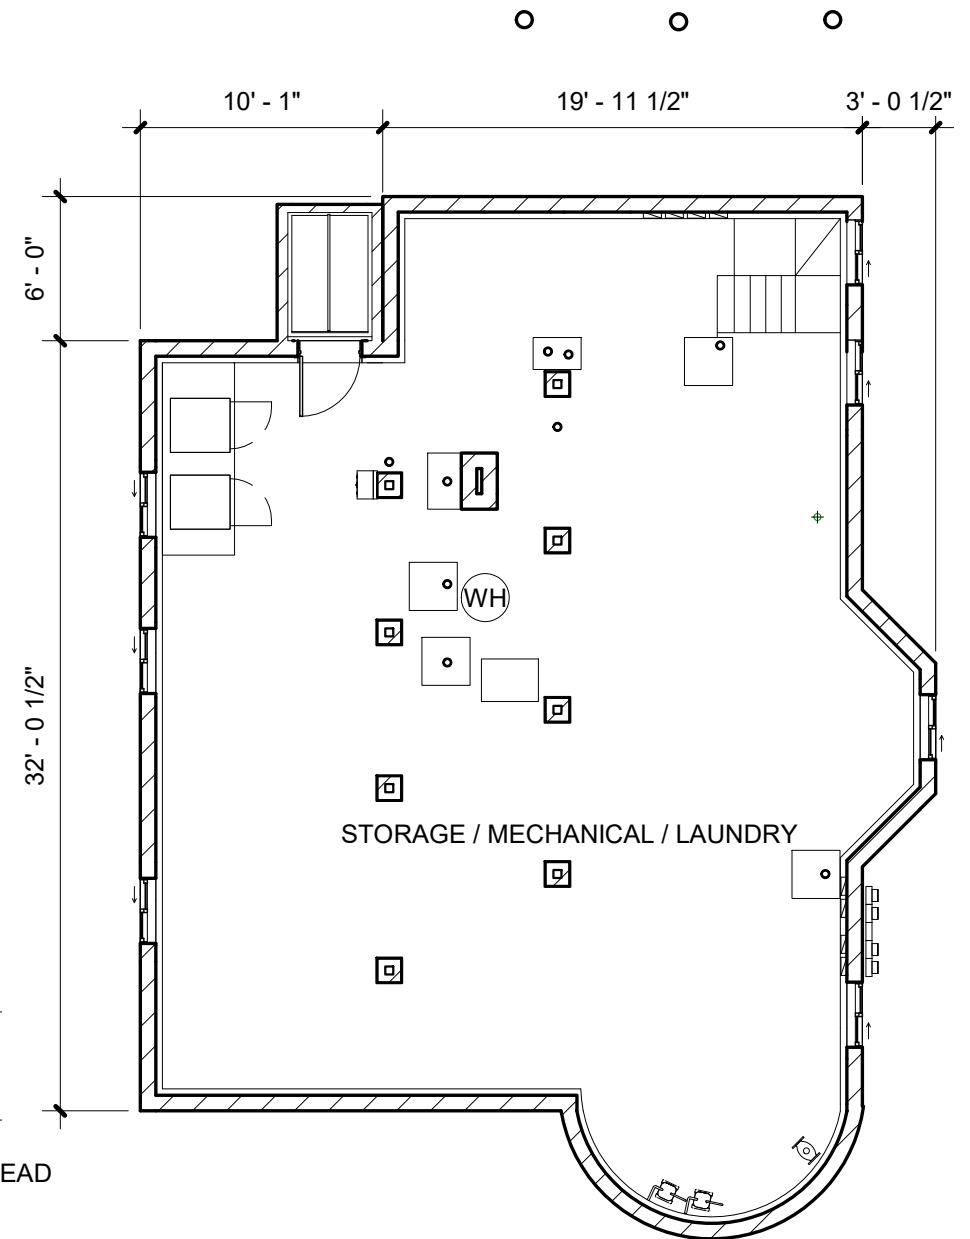 10' - 1"
19' - 11 1/2"
3' - 0 1/2"
6' - 0"
32' - 0 1/2"
WH
STORAGE / MECHANICAL / LAUNDRY
EAD